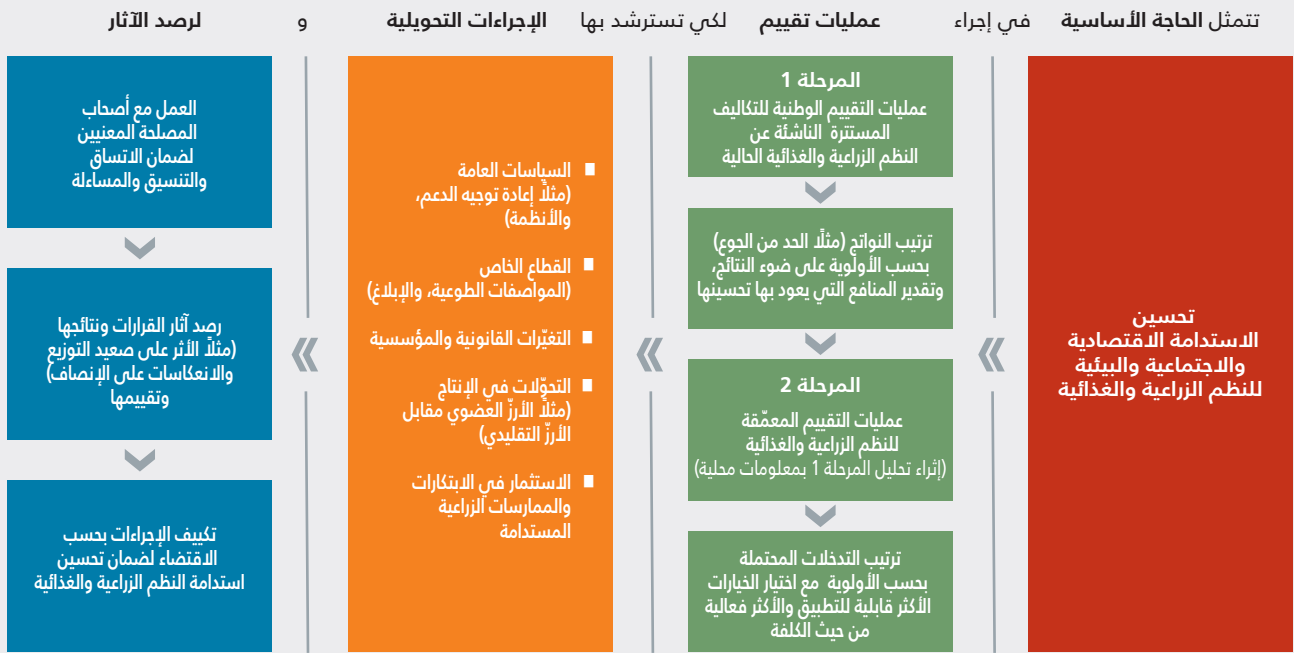 تتمثل الحاجة الأساسية في إجراء عمليات تقييم لكي تسترشد بها الإجراءات التحويلية و لرصد الآثار
تحسين
الاستدامة الاقتصادية
والاجتماعية والبيئية
للنظم الزراعية والغذائية
المرحلة 1
عمليات التقييم الوطنية للتكاليف
المستترة الناشئة عن
النظم الزراعية والغذائية الحالية
ترتيب النواتج (مثلًا الحد من الجوع)
بحسب الأولوية على ضوء النتائج،
وتقدير المنافع التي يعود بها تحسينها
المرحلة 2
عمليات التقييم المعمّقة
للنظم الزراعية والغذائية
(إثراء تحليل المرحلة 1 بمعلومات محلية)
ترتيب التدخلات المحتملة
بحسب الأولوية مع اختيار الخيارات
الأكثر قابلية للتطبيق والأكثر فعالية
من حيث الكلفة
■ السياسات العامة
(مثلًا إعادة توجيه الدعم،
والأنظمة)
■ القطاع الخاص
(المواصفات الطوعية، والإبلاغ)
■ التغيّرات القانونية والمؤسسية
■ التحوّلات في الإنتاج
(مثلًا الأرزّ العضوي مقابل
الأرزّ التقليدي)
■ الاستثمار في الابتكارات
والممارسات الزراعية
المستدامة
العمل مع أصحاب
المصلحة المعنيين
لضمان الاتساق
والتنسيق والمساءلة
رصد آثار القرارات ونتائجها
(مثلًا الأثر على صعيد التوزيع
والانعكاسات على الإنصاف)
وتقييمها
تكييف الإجراءات بحسب
الاقتضاء لضمان تحسين
استدامة النظم الزراعية والغذائية